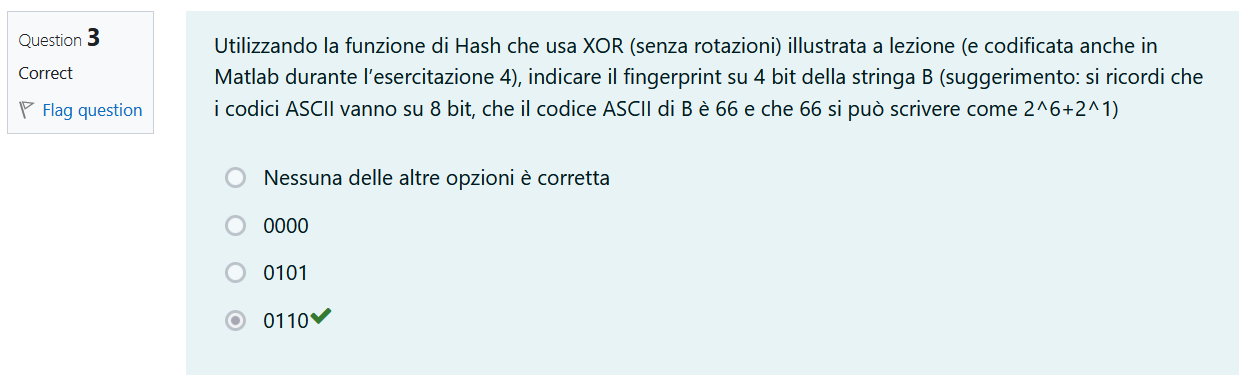 Question 3
Correct
Flag question
Utilizzando la funzione di Hash che usa XOR (senza rotazioni) illustrata a lezione (e codificata anche in
Matlab durante l'esercitazione 4), indicare il fingerprint su 4 bit della stringa B (suggerimento: si ricordi che
i codici ASCII vanno su 8 bit, che il codice ASCII di B è 66 e che 66 si può scrivere come 2^6+2^1)
Nessuna delle altre opzioni è corretta
0000
0101
0110